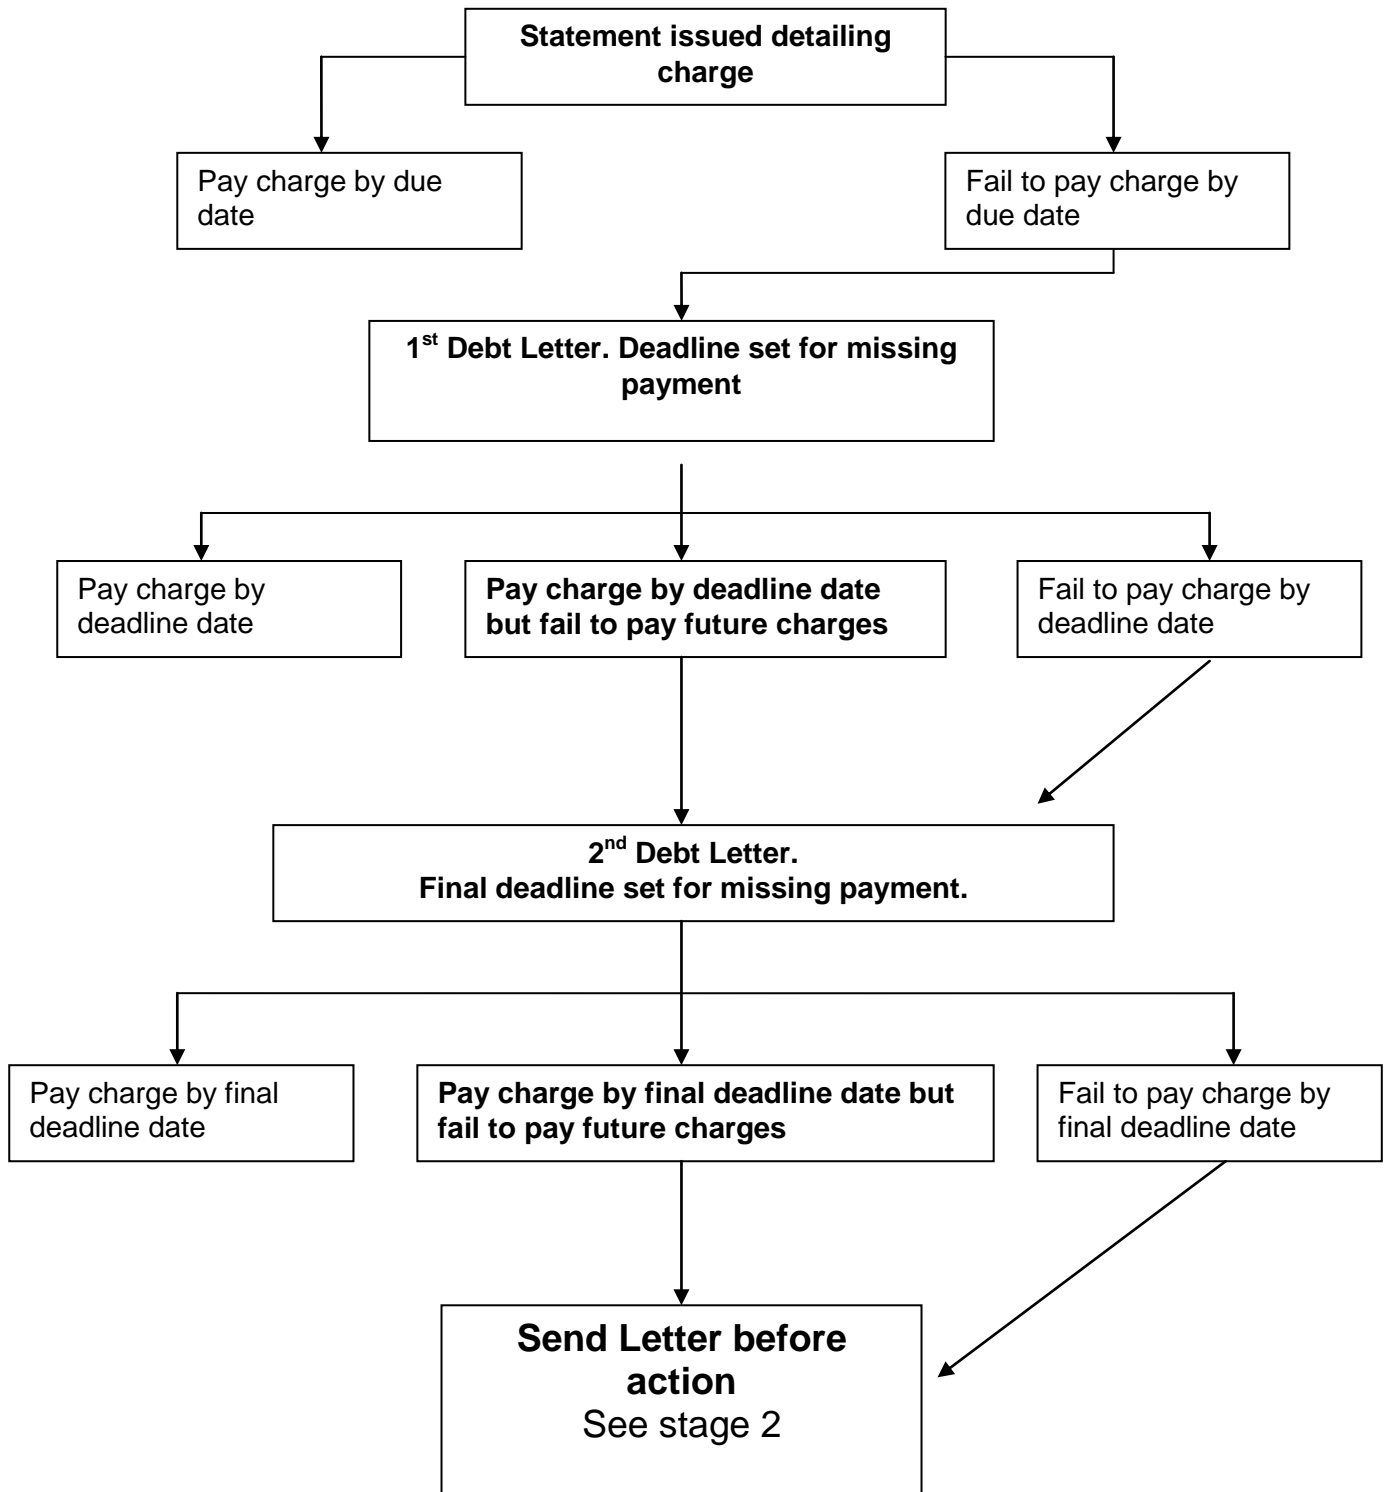 Statement issued detailing
charge
Pay charge by due
date
Fail to pay charge by
due date
1st Debt Letter. Deadline set for missing
payment
Pay charge by
deadline date
Pay charge by deadline date
but fail to pay future charges
Fail to pay charge by
deadline date
2nd Debt Letter.
Final deadline set for missing payment.
Pay charge by final
deadline date
Pay charge by final deadline date but
fail to pay future charges
Fail to pay charge by
final deadline date
Send Letter before
action
See stage 2